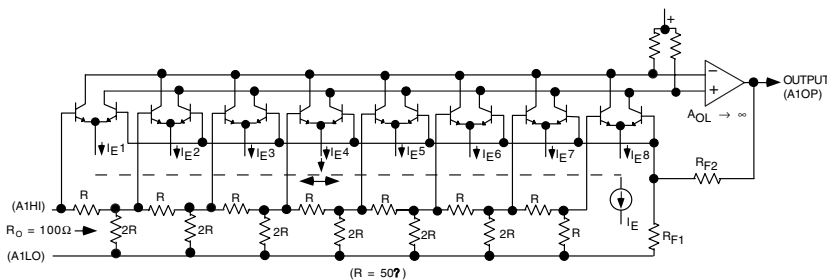 +
−
+
OUTPUT
(A1OP)
A_OL → ∞
I_E1
I_E2
I_E3
I_E4
I_E5
I_E6
I_E7
I_E8
R_F2
R R R R R R R
(A1HI)
R_O = 100Ω
2R 2R 2R 2R 2R 2R R
I_E
R_F1
(A1LO)
(R = 50?)